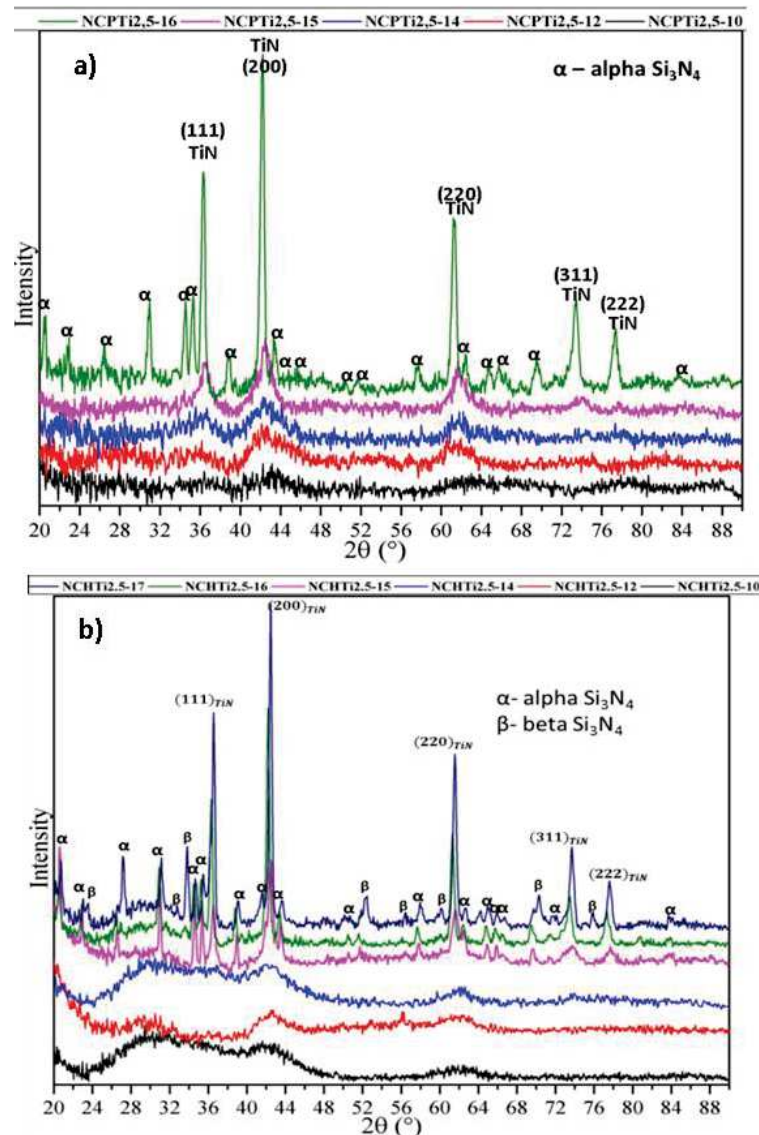 NCPTi2,5-16 NCPTi2,5-15 NCPTi2,5-14 NCPTi2,5-12 NCPTi2,5-10
a)
TiN
(200)
α – alpha Si₃N₄
(111)
TiN
(220)
TiN
(311)
TiN
(222)
TiN
α α α α α α α α α α α α α α α α α α α
Intensity
20 24 28 32 36 40 44 48 52 56 60 64 68 72 76 80 84 88
2θ (°)
NCHTi2.5-17 NCHTi2.5-16 NCHTi2.5-15 NCHTi2.5-14 NCHTi2.5-12 NCHTi2.5-10
b)
(200)TiN
(111)TiN
α- alpha Si₃N₄
β- beta Si₃N₄
(220)TiN
(311)TiN
(222)TiN
α α β α α β β α α α α α α β β α β α α α α β α β α
Intensity
20 24 28 32 36 40 44 48 52 56 60 64 68 72 76 80 84 88
2θ (°)